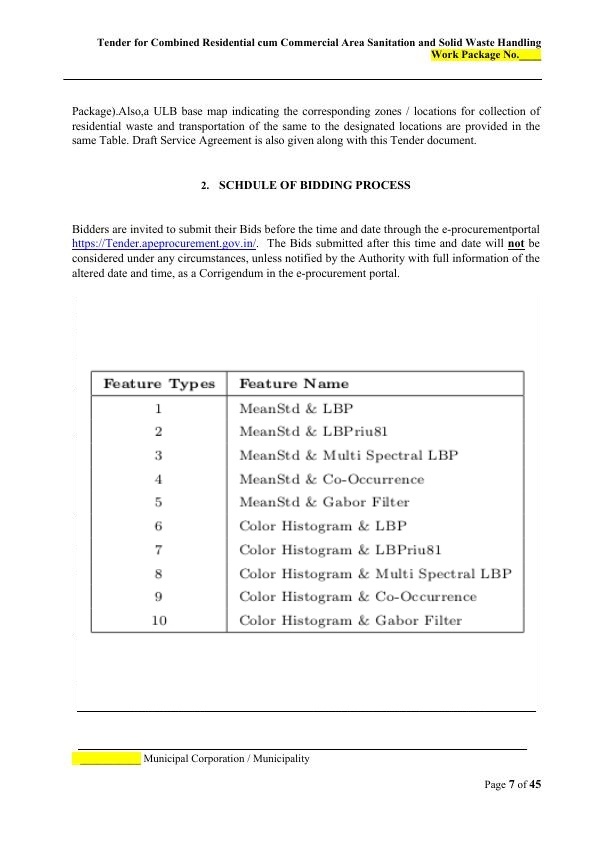 Tender for Combined Residential cum Commercial Area Sanitation and Solid Waste Handling
Work Package No.____
Package).Also,a ULB base map indicating the corresponding zones / locations for collection of
residential waste and transportation of the same to the designated locations are provided in the
same Table. Draft Service Agreement is also given along with this Tender document.
2. SCHDULE OF BIDDING PROCESS
Bidders are invited to submit their Bids before the time and date through the e-procurementportal
https://Tender.apeprocurement.gov.in/. The Bids submitted after this time and date will not be
considered under any circumstances, unless notified by the Authority with full information of the
altered date and time, as a Corrigendum in the e-procurement portal.
Feature Types Feature Name
1 MeanStd & LBP
2 MeanStd & LBPriu81
3 MeanStd & Multi Spectral LBP
4 MeanStd & Co-Occurrence
5 MeanStd & Gabor Filter
6 Color Histogram & LBP
7 Color Histogram & LBPriu81
8 Color Histogram & Multi Spectral LBP
9 Color Histogram & Co-Occurrence
10 Color Histogram & Gabor Filter
____________ Municipal Corporation / Municipality
Page 7 of 45